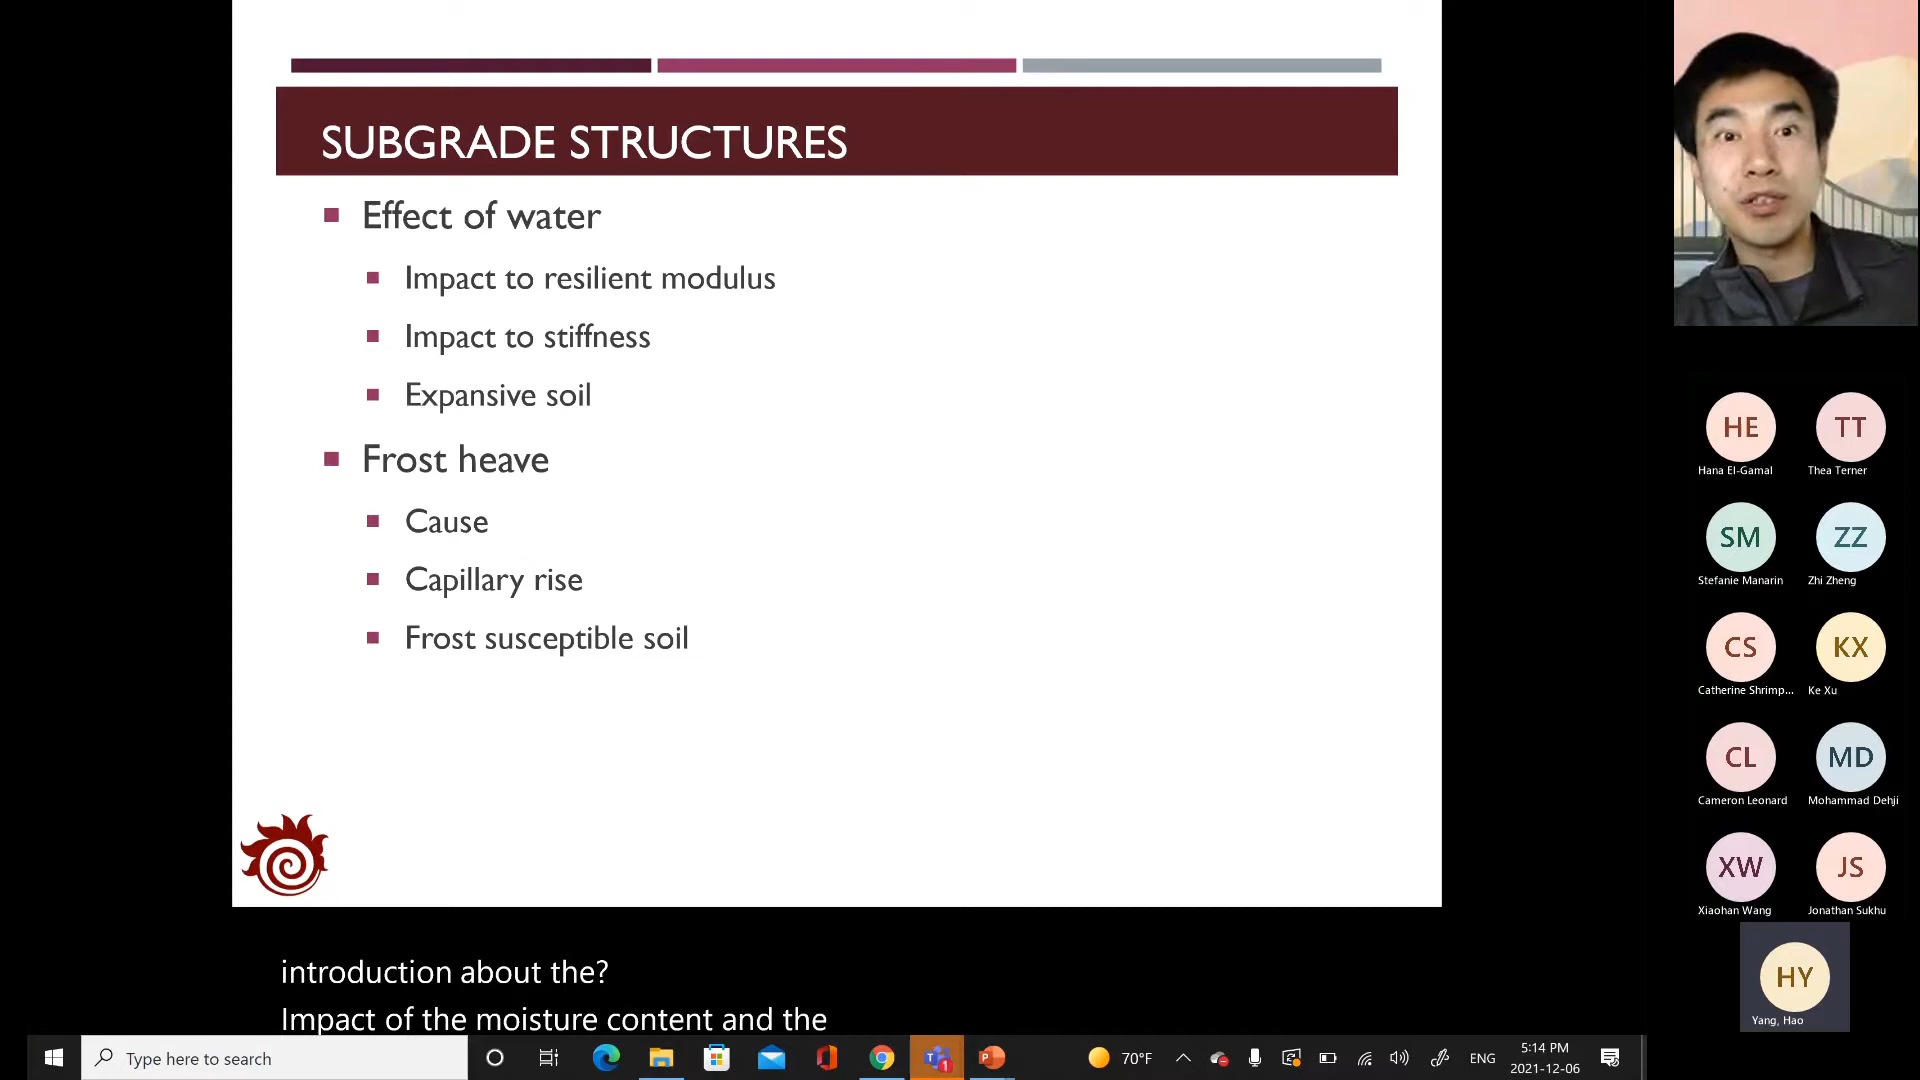 SUBGRADE STRUCTURES
Effect of water
Impact to resilient modulus
Impact to stiffness
Expansive soil
Frost heave
Cause
Capillary rise
Frost susceptible soil
introduction about the?
Impact of the moisture content and the
HE TT
Hana El-Gamal Thea Terner
SM ZZ
Stefanie Manarin Zhi Zheng
CS KX
Catherine Shrimp... Ke Xu
CL MD
Cameron Leonard Mohammad Dehji
XW JS
Xiaohan Wang Jonathan Sukhu
HY
Yang, Hao
Type here to search
T 1
P
70°F
ENG
5:14 PM
2021-12-06